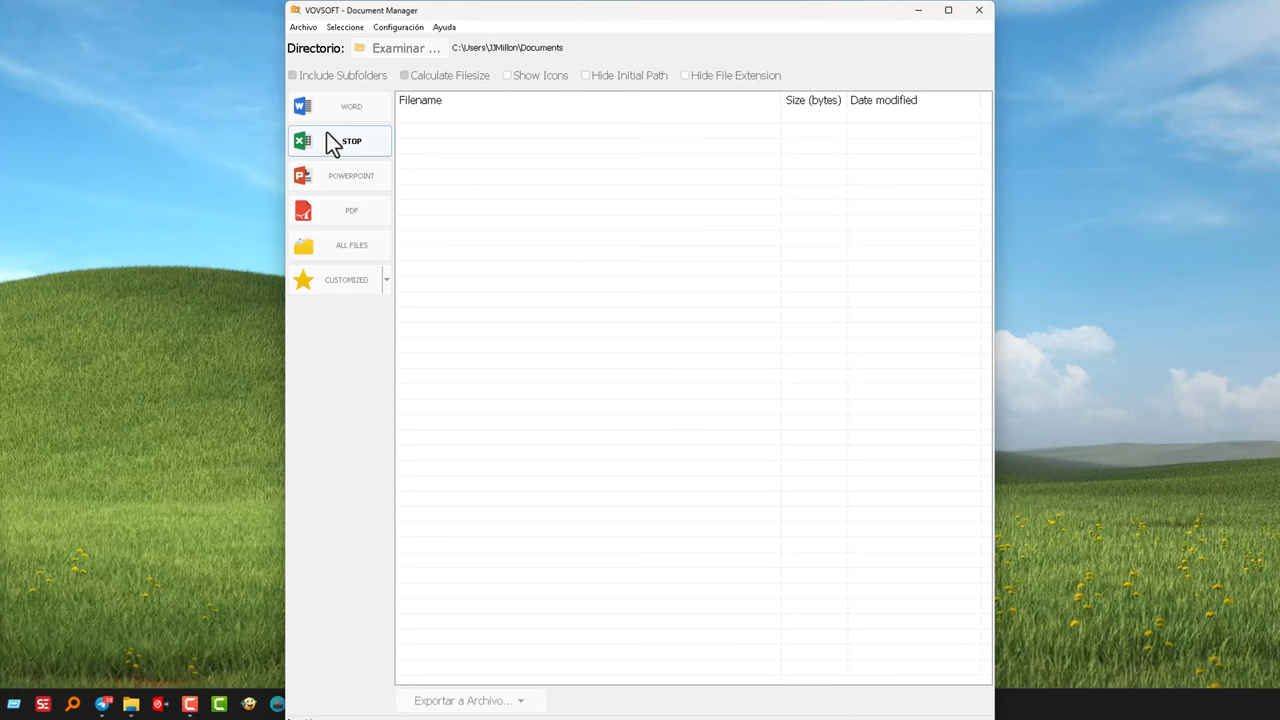 VOVSOFT - Document Manager
Archivo Seleccione Configuración Ayuda
Directorio: Examinar ... C:\Users\JJMillon\Documents
Include Subfolders Calculate Filesize Show Icons Hide Initial Path Hide File Extension
Filename Size (bytes) Date modified
WORD
STOP
POWERPOINT
PDF
ALL FILES
CUSTOMIZED
Exportar a Archivo...